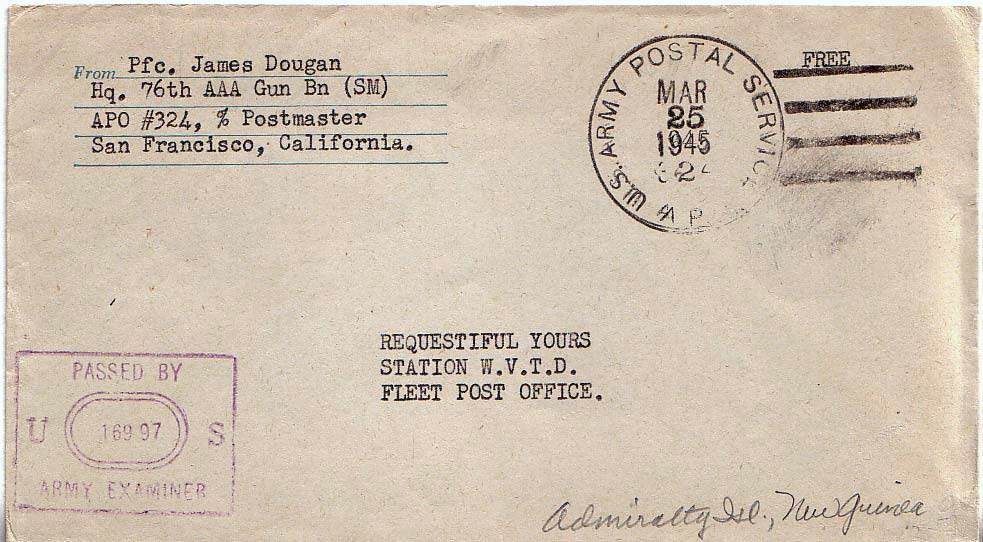 From Pfc. James Dougan
Hq. 76th AAA Gun Bn (SM)
APO #324, % Postmaster
San Francisco, California.
U.S. ARMY POSTAL SERVICE
MAR
25
1945
FREE
REQUESTIFUL YOURS
STATION W.V.T.D.
FLEET POST OFFICE.
PASSED BY
U 16997 S
ARMY EXAMINER
Admiralty Isl., New Guinea